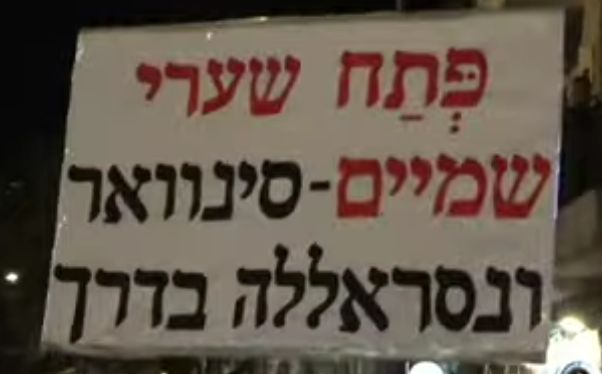 פְּתַח שערי
שמיים-סינוואר
ונסראללה בדרך